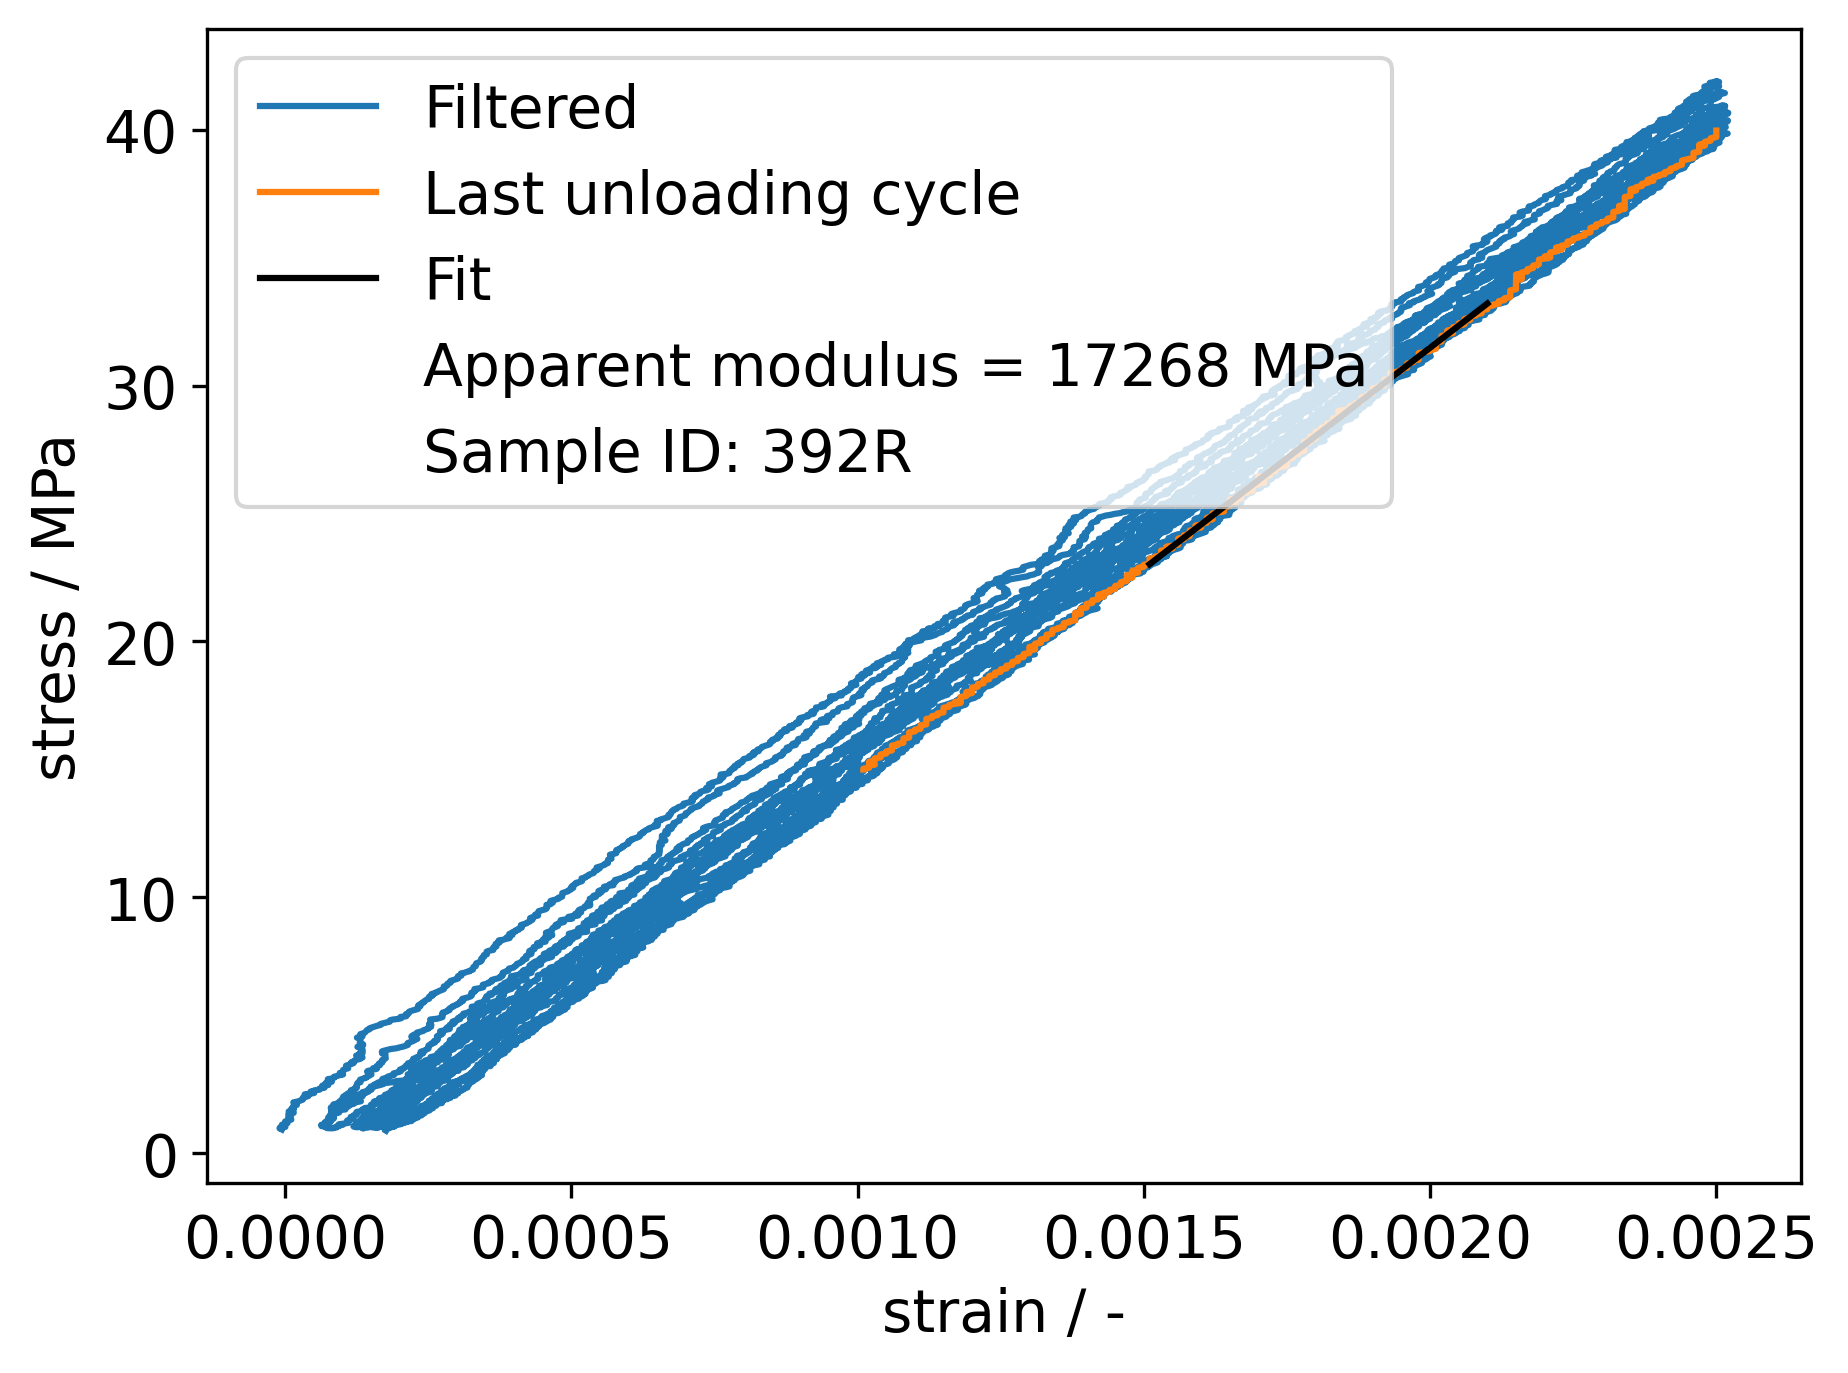 Filtered
Last unloading cycle
Fit
Apparent modulus = 17268 MPa
Sample ID: 392R
40
30
20
10
0
stress / MPa
0.0000 0.0005 0.0010 0.0015 0.0020 0.0025
strain / -